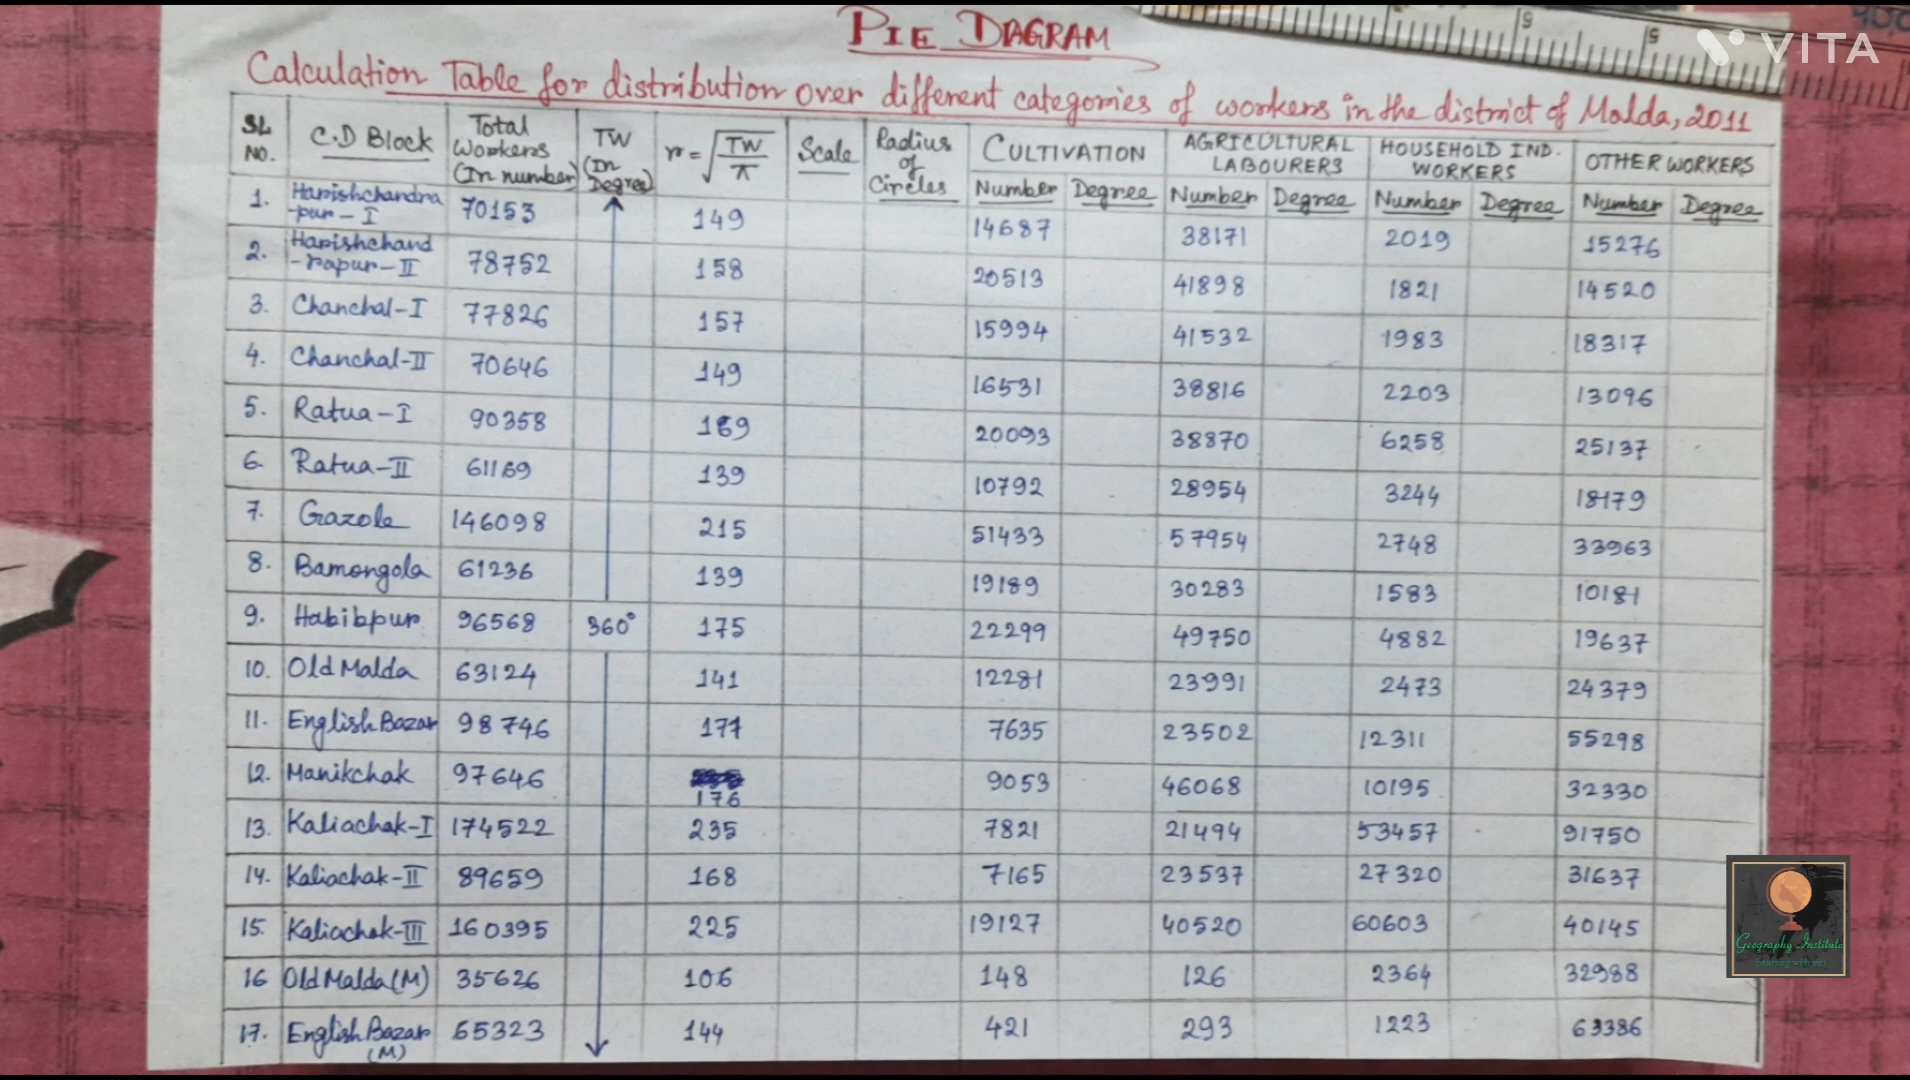 PIE DAGRAM
VITA
Calculation Table for distribution over different categories of workers in the district of Malda, 2011
SL NO. C.D Block Total Workers (In number) TW (In Degree) r = √TW/π Scale Radius of Circles CULTIVATION Number Degree AGRICULTURAL LABOURERS Number Degree HOUSEHOLD IND. WORKERS Number Degree OTHER WORKERS Number Degree
1. Harishchandra-pur-I 70153 149 14687 38171 2019 15276
2. Harishchand-rapur-II 78752 158 20513 41898 1821 14520
3. Chanchal-I 77826 157 15994 41532 1983 18317
4. Chanchal-II 70646 149 16531 38816 2203 13096
5. Ratua-I 90358 169 20093 38870 6258 25137
6. Ratua-II 61169 139 10792 28954 3244 18179
7. Gazole 146098 215 51433 57954 2748 33963
8. Bamongola 61236 139 19189 30283 1583 10181
9. Habibpur 96568 360° 175 22299 49750 4882 19637
10. Old Malda 63124 141 12281 23991 2473 24379
11. English Bazar 98746 177 7635 23502 12311 55298
12. Manikchak 97646 176 9053 46068 10195 32330
13. Kaliachak-I 174522 235 7821 21494 53457 91750
14. Kaliachak-II 89659 168 7165 23537 27320 31637
15. Kaliachak-III 160395 225 19127 40520 60603 40145
16 Old Malda (M) 35626 106 148 126 2364 32988
17. English Bazar (M) 65323 144 421 293 1223 63386
Geography Institute
5